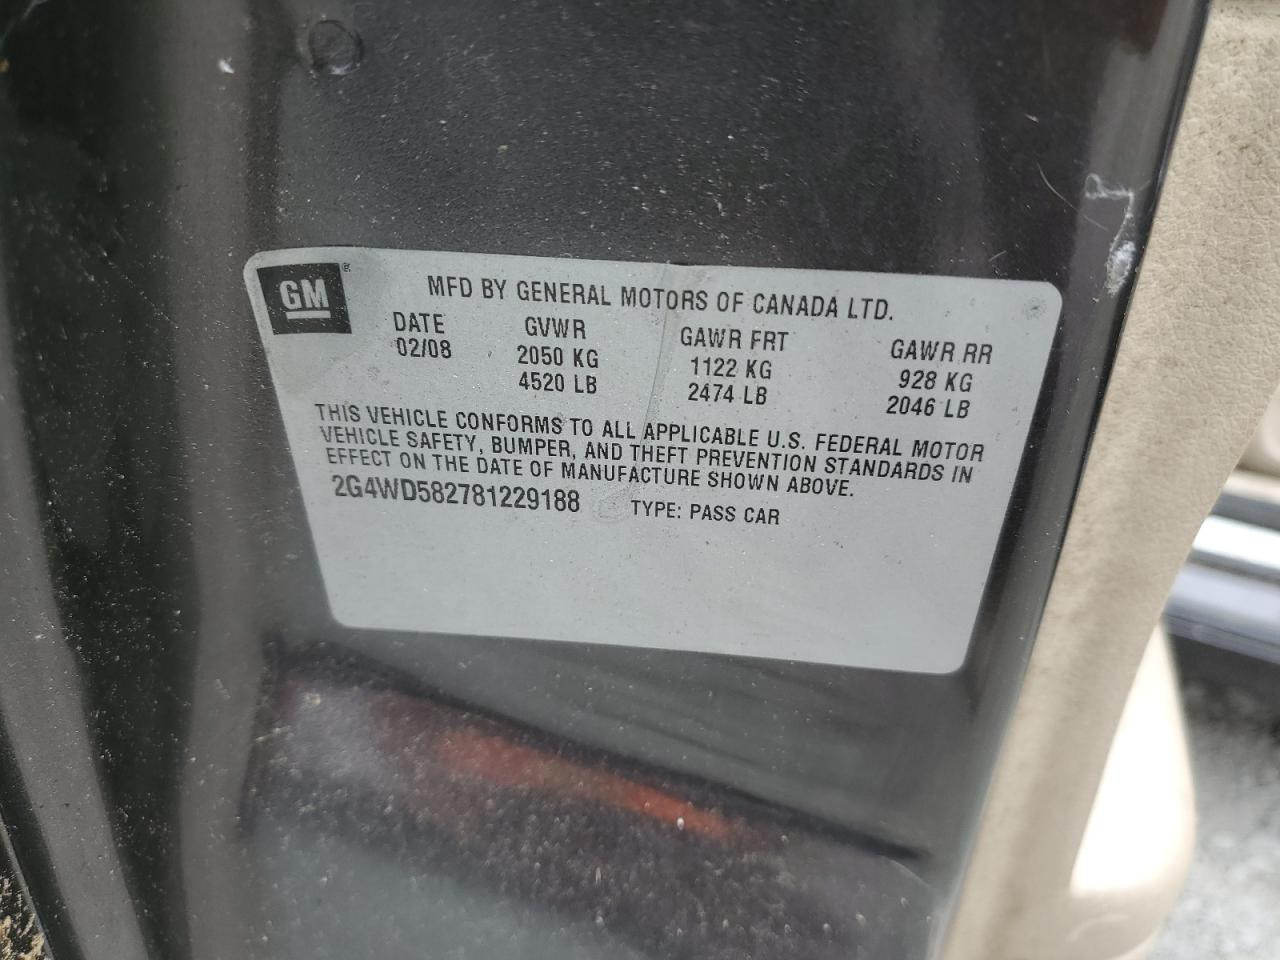 GM
MFD BY GENERAL MOTORS OF CANADA LTD.
DATE GVWR GAWR FRT GAWR RR
02/08 2050 KG 1122 KG 928 KG
4520 LB 2474 LB 2046 LB
THIS VEHICLE CONFORMS TO ALL APPLICABLE U.S. FEDERAL MOTOR
VEHICLE SAFETY, BUMPER, AND THEFT PREVENTION STANDARDS IN
EFFECT ON THE DATE OF MANUFACTURE SHOWN ABOVE.
2G4WD582781229188 TYPE: PASS CAR